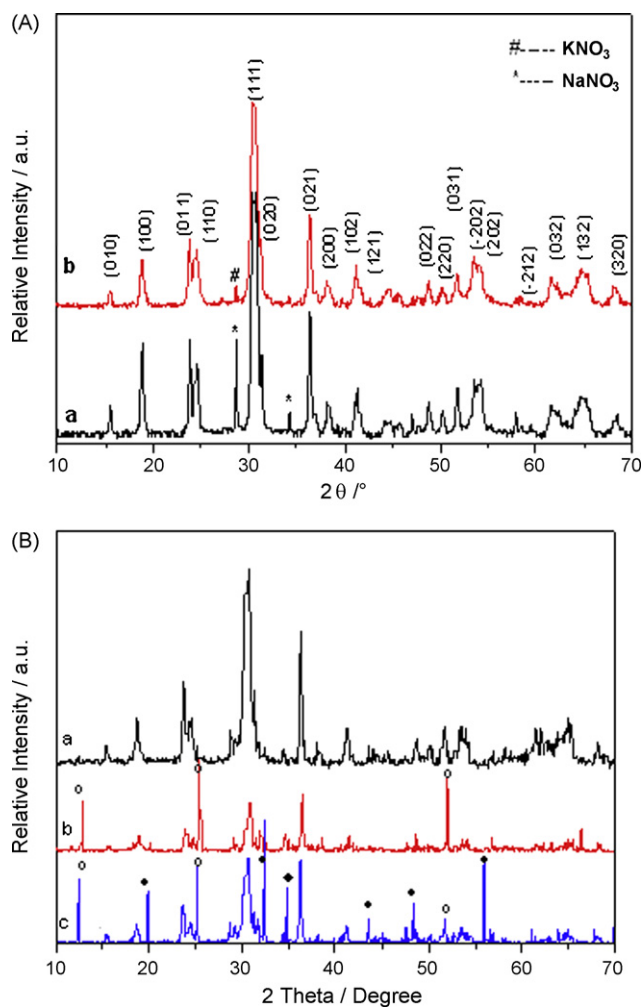 (A)
# ----- KNO3
* ----- NaNO3
Relative Intensity / a.u.
(010)
(100)
(011)
(110)
(111)
(020)
(021)
(200)
(102)
(121)
(022)
(220)
(031)
(-202)
(202)
(-212)
(032)
(132)
(320)
b
#
*
*
a
10 20 30 40 50 60 70
2 θ /°
(B)
Relative Intensity / a.u.
a
b
c
10 20 30 40 50 60 70
2 Theta / Degree